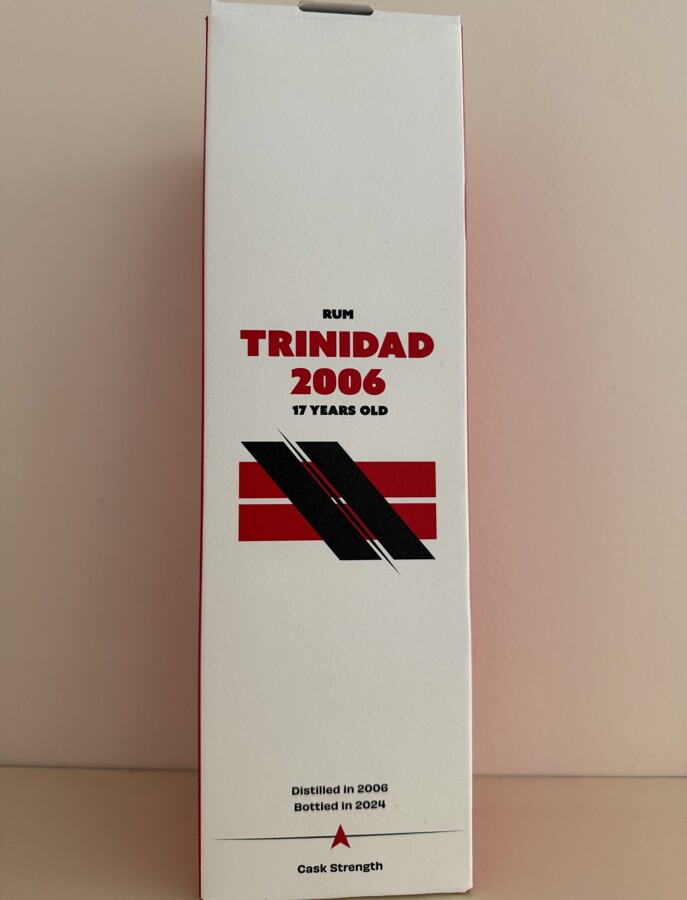 RUM
TRINIDAD
2006
17 YEARS OLD
Distilled in 2006
Bottled in 2024
Cask Strength